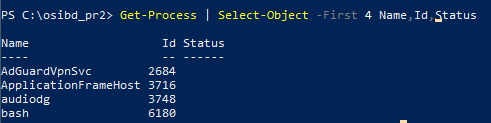 PS C:\osibd_pr2> Get-Process | Select-Object -First 4 Name,Id,Status
Name Id Status
---- -- ------
AdGuardVpnSvc 2684
ApplicationFrameHost 3716
audiodg 3748
bash 6180